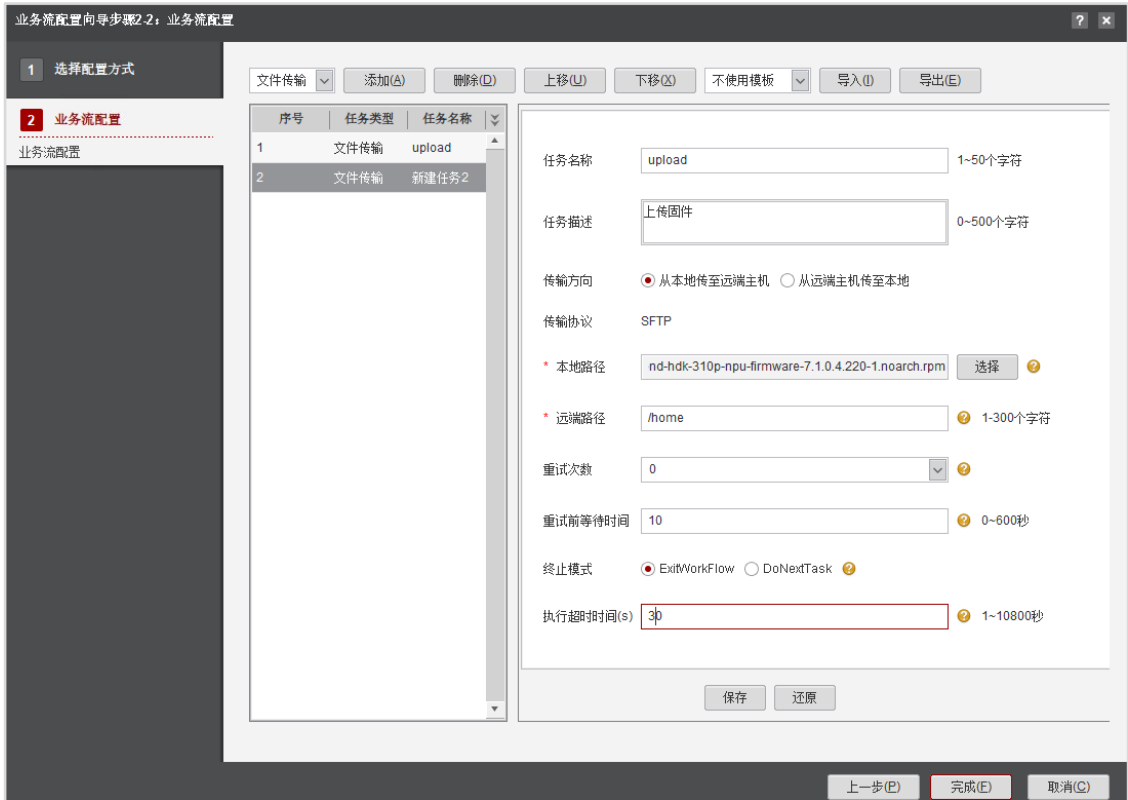 业务流配置向导步骤2-2：业务流配置
? ×
1 选择配置方式
2 业务流配置
业务流配置
文件传输 添加(A) 删除(D) 上移(U) 下移(X) 不使用模板 导入(I) 导出(E)
序号 任务类型 任务名称
1 文件传输 upload
2 文件传输 新建任务2
任务名称 upload 1~50个字符
任务描述 上传固件 0~500个字符
传输方向 从本地传至远端主机 从远端主机传至本地
传输协议 SFTP
* 本地路径 nd-hdk-310p-npu-firmware-7.1.0.4.220-1.noarch.rpm 选择 ?
* 远端路径 /home ? 1-300个字符
重试次数 0 ?
重试前等待时间 10 ? 0~600秒
终止模式 ExitWorkFlow DoNextTask ?
执行超时时间(s) 30 ? 1~10800秒
保存 还原
上一步(P) 完成(F) 取消(C)